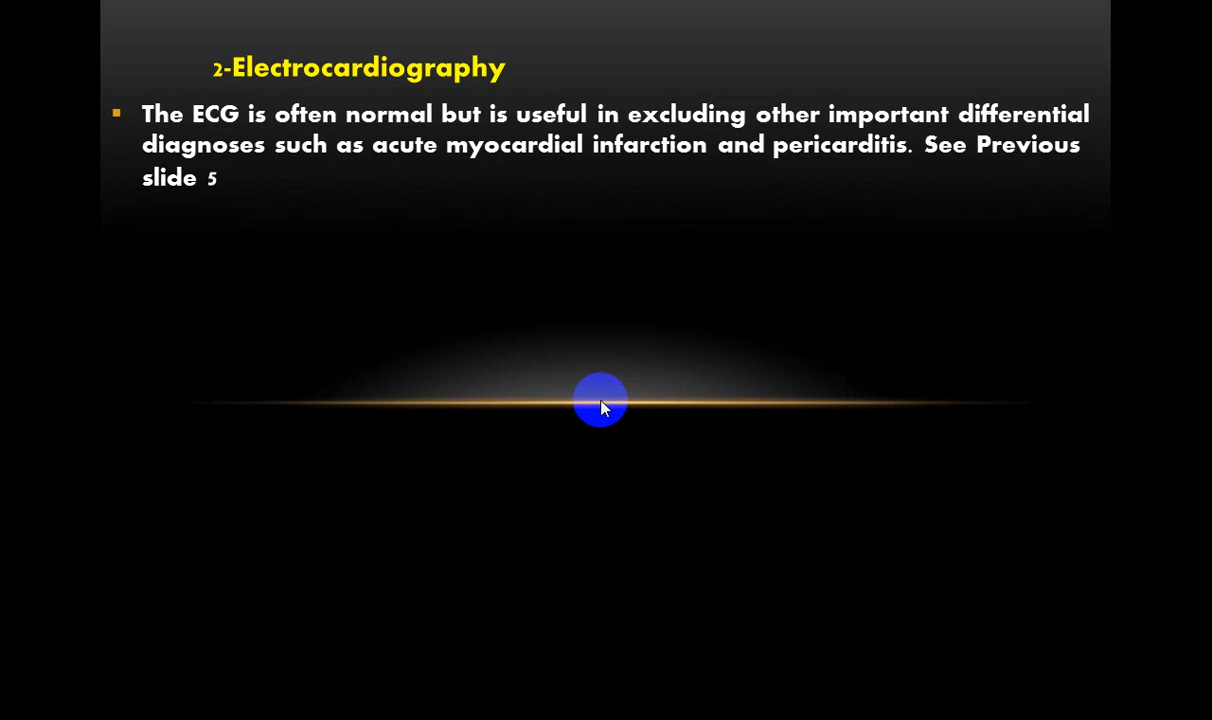 2-Electrocardiography
▪ The ECG is often normal but is useful in excluding other important differential
diagnoses such as acute myocardial infarction and pericarditis. See Previous
slide 5